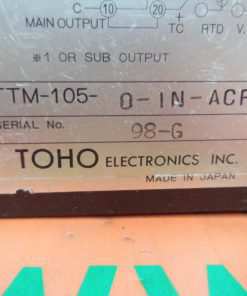 C 10 20
MAIN OUTPUT TC RTD V.
※1 OR SUB OUTPUT
TTM-105- 0-IN-ACR
SERIAL No. 98-G
TOHO ELECTRONICS INC.
MADE IN JAPAN